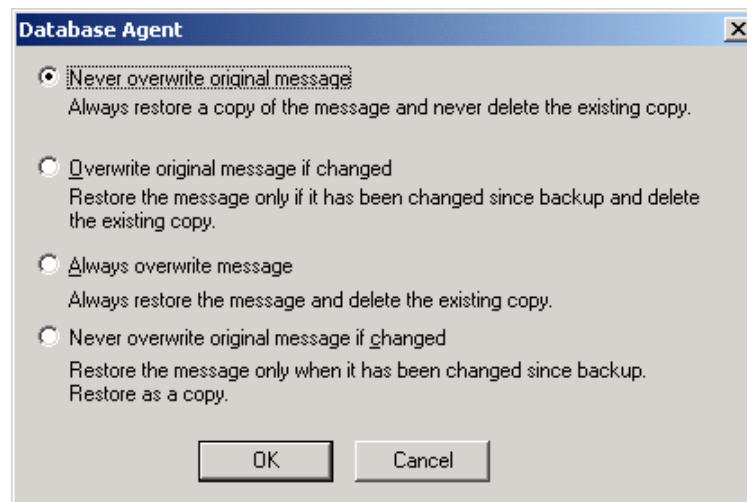 Database Agent
Never overwrite original message
Always restore a copy of the message and never delete the existing copy.
Overwrite original message if changed
Restore the message only if it has been changed since backup and delete
the existing copy.
Always overwrite message
Always restore the message and delete the existing copy.
Never overwrite original message if changed
Restore the message only when it has been changed since backup.
Restore as a copy.
OK Cancel